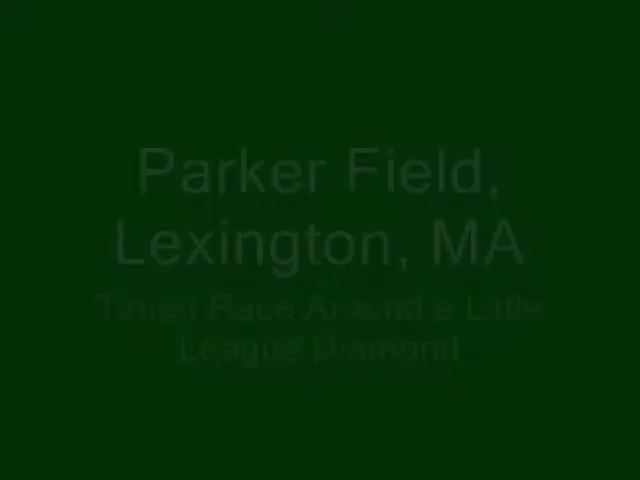 Parker Field,
Lexington, MA
Timed Race Around a Little
League Diamond